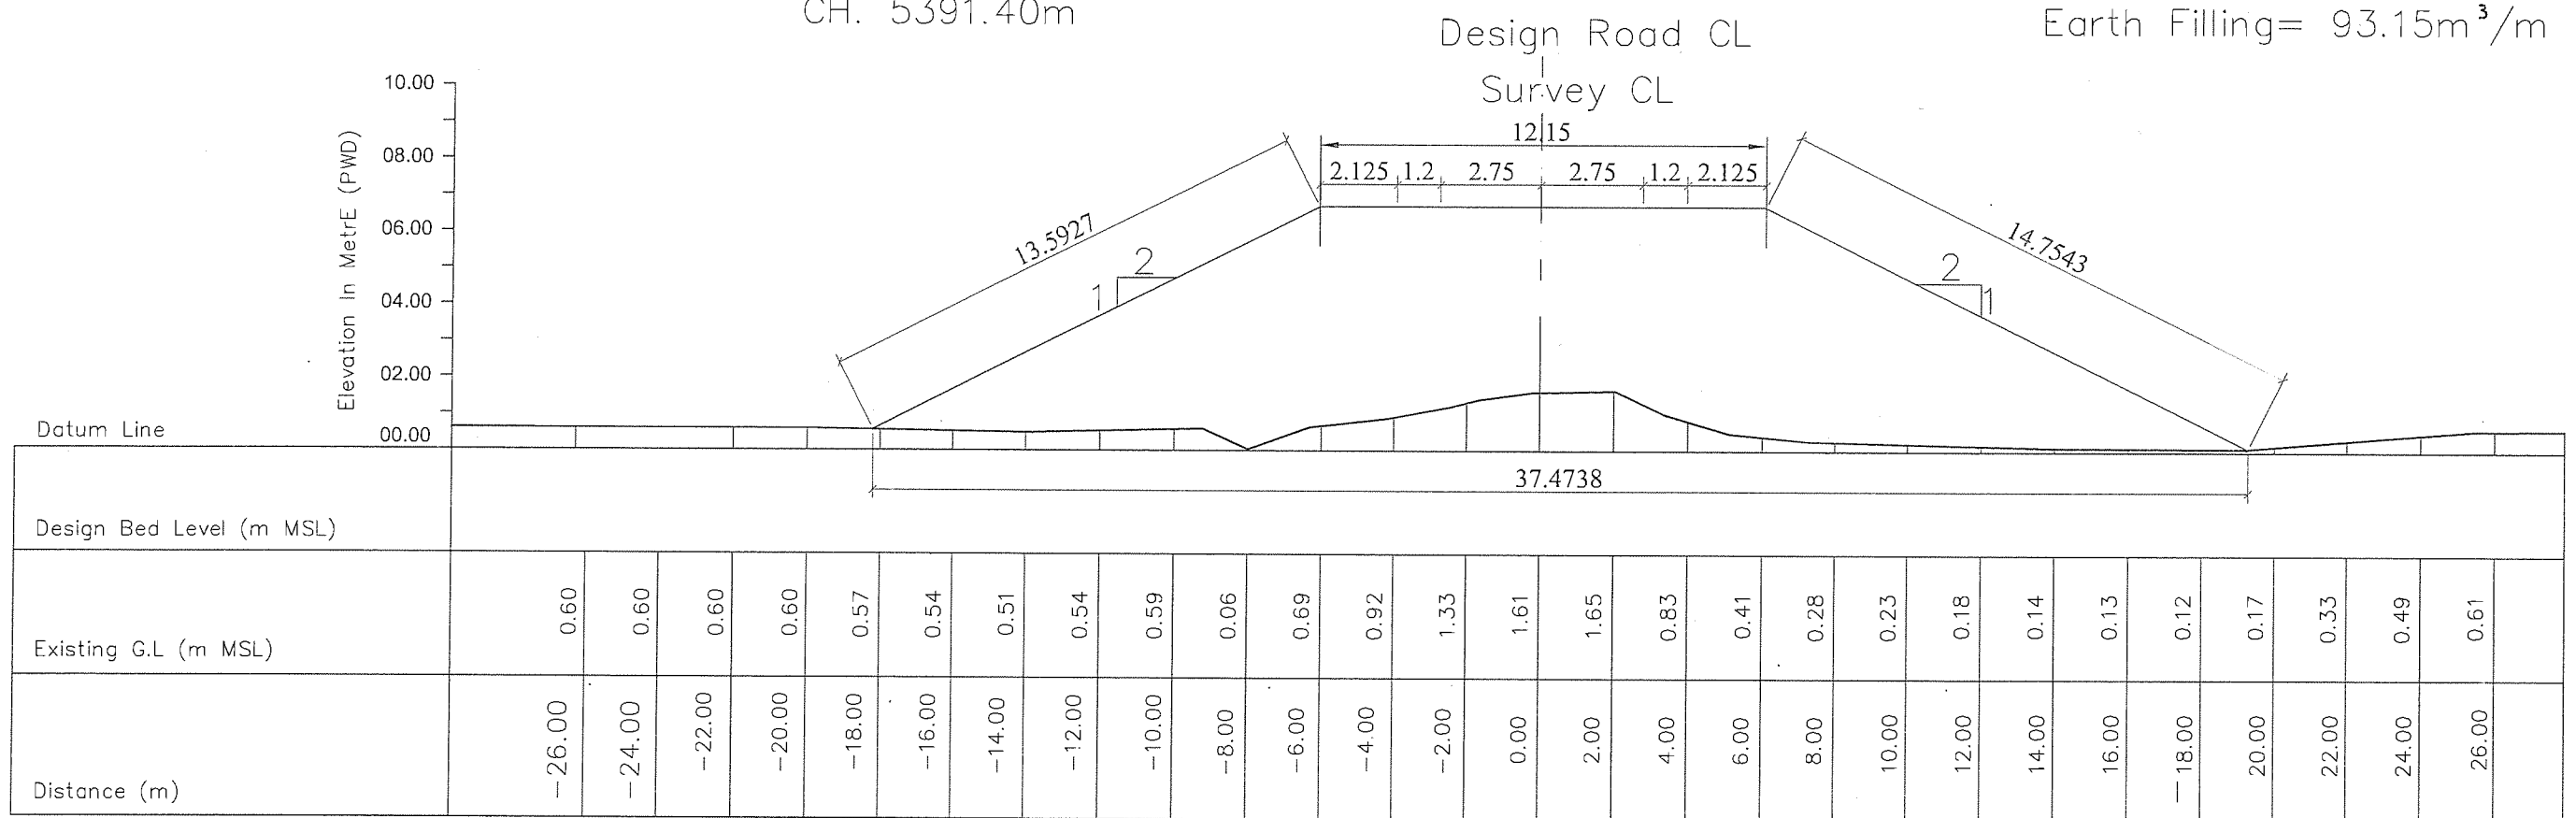 CH. 5391.40m
Design Road CL
Earth Filling= 93.15m³/m
Survey CL
10.00
08.00
06.00
04.00
02.00
00.00
Elevation In MetrE (PWD)
12.15
2.125 1.2 2.75 2.75 1.2 2.125
13.5927
14.7543
2
1
2
1
Datum Line
37.4738
Design Bed Level (m MSL)
Existing G.L (m MSL) 0.60 0.60 0.60 0.60 0.57 0.54 0.51 0.54 0.59 0.06 0.69 0.92 1.33 1.61 1.65 0.83 0.41 0.28 0.23 0.18 0.14 0.13 0.12 0.17 0.33 0.49 0.61
Distance (m) -26.00 -24.00 -22.00 -20.00 -18.00 -16.00 -14.00 -12.00 -10.00 -8.00 -6.00 -4.00 -2.00 0.00 2.00 4.00 6.00 8.00 10.00 12.00 14.00 16.00 -18.00 20.00 22.00 24.00 26.00